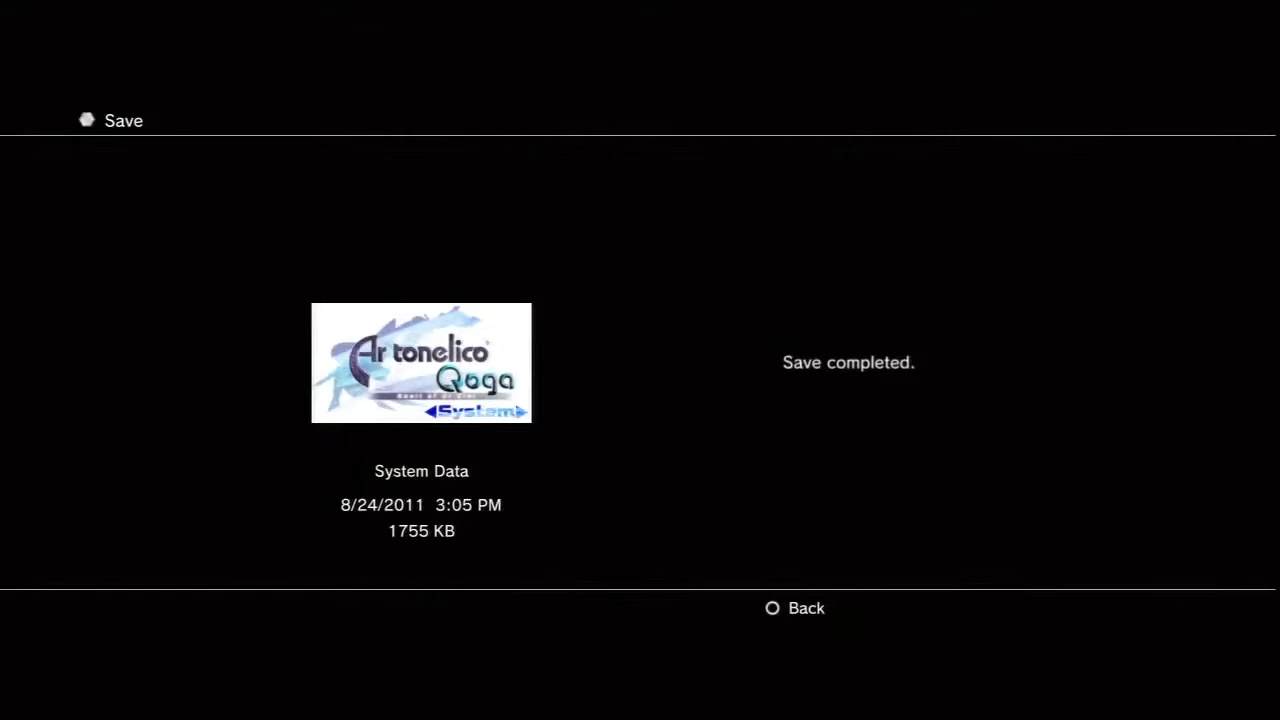 Save
Ar tonelico
Qoga
System
Save completed.
System Data
8/24/2011 3:05 PM
1755 KB
Back